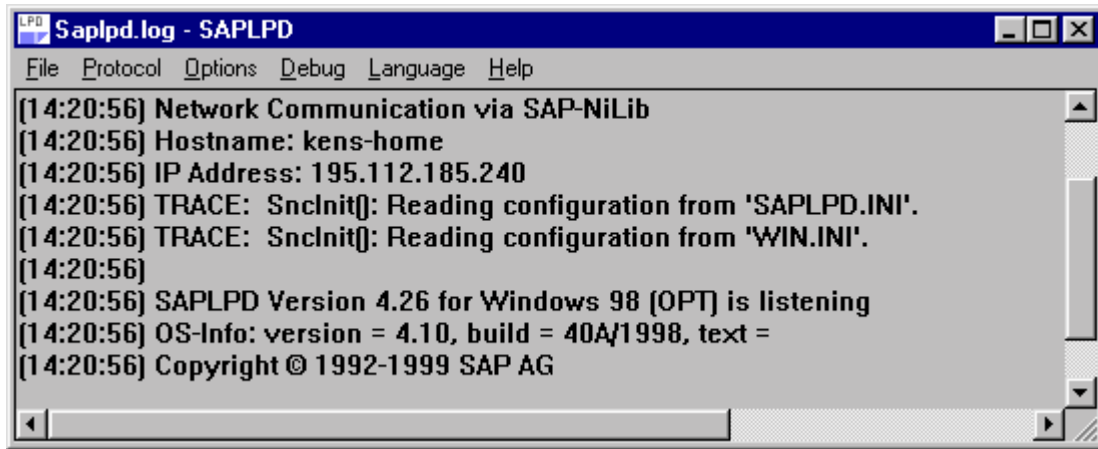 LPD
Saplpd.log - SAPLPD
File Protocol Options Debug Language Help
(14:20:56) Network Communication via SAP-NiLib
(14:20:56) Hostname: kens-home
(14:20:56) IP Address: 195.112.185.240
(14:20:56) TRACE:  SncInit(): Reading configuration from 'SAPLPD.INI'.
(14:20:56) TRACE:  SncInit(): Reading configuration from 'WIN.INI'.
(14:20:56)
(14:20:56) SAPLPD Version 4.26 for Windows 98 (OPT) is listening
(14:20:56) OS-Info: version = 4.10, build = 40A/1998, text =
(14:20:56) Copyright © 1992-1999 SAP AG